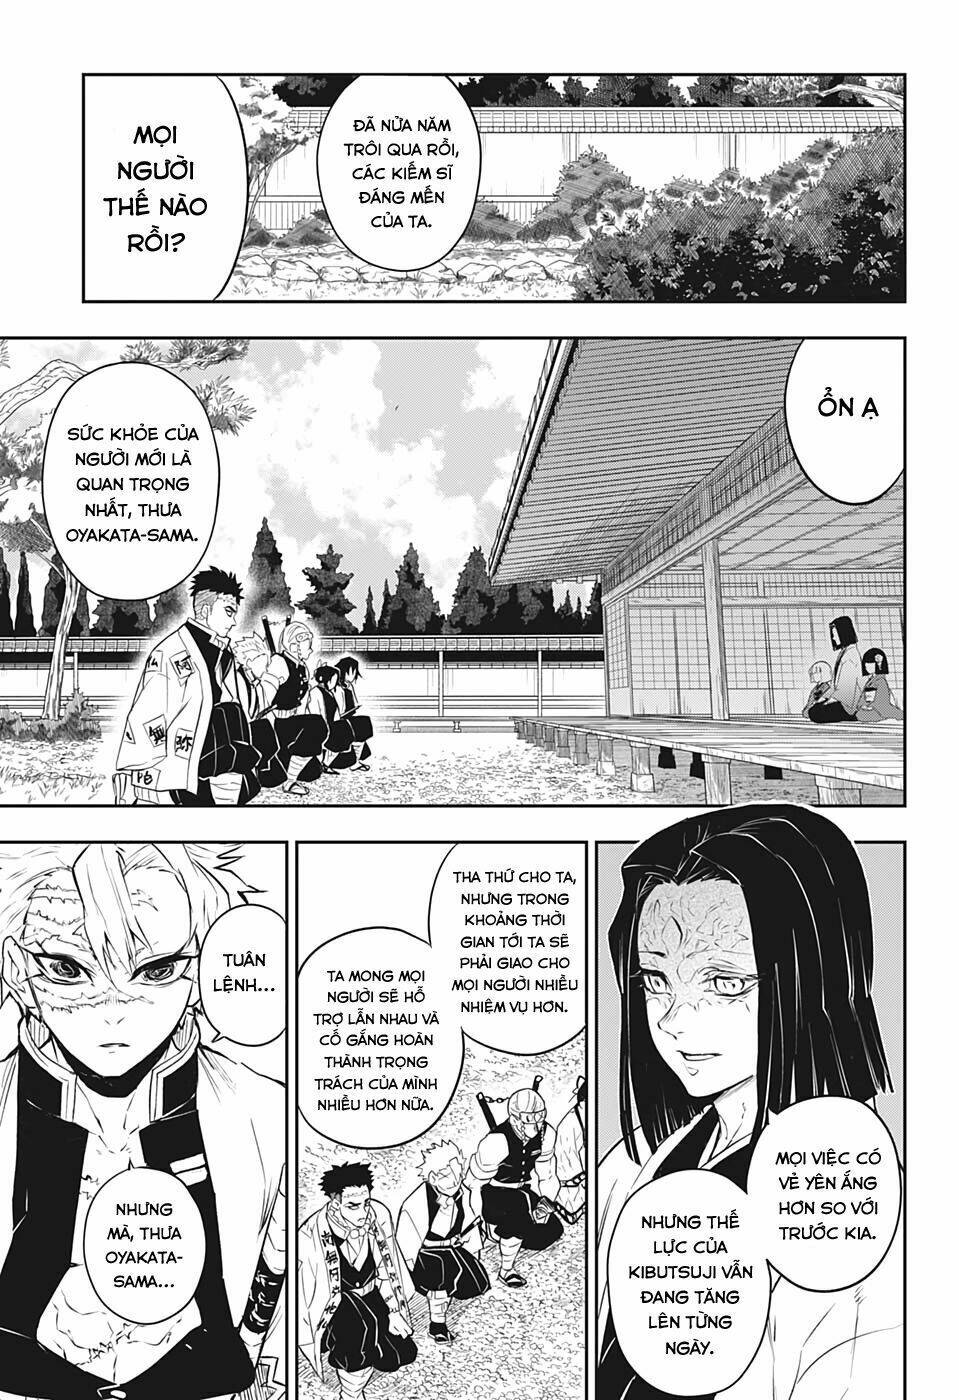 ĐÃ NỬA NĂM
TRÔI QUA RỒI,
CÁC KIẾM SĨ
ĐÁNG MẾN
CỦA TA.
MỌI
NGƯỜI
THẾ NÀO
RỒI?
ỔN Ạ
SỨC KHỎE CỦA
NGƯỜI MỚI LÀ
QUAN TRỌNG
NHẤT, THƯA
OYAKATA-SAMA.
MỌI VIỆC CÓ
VẺ YÊN ẮNG
HƠN SO VỚI
TRƯỚC KIA.
NHƯNG THẾ
LỰC CỦA
KIBUTSUJI VẪN
ĐANG TĂNG
LÊN TỪNG
NGÀY.
THA THỨ CHO TA,
NHƯNG TRONG
KHOẢNG THỜI
GIAN TỚI TA SẼ
PHẢI GIAO CHO
MỌI NGƯỜI NHIỀU
NHIỆM VỤ HƠN.
TA MONG MỌI
NGƯỜI SẼ HỖ
TRỢ LẪN NHAU VÀ
CỐ GẮNG HOÀN
THÀNH TRỌNG
TRÁCH CỦA MÌNH
NHIỀU HƠN NỮA.
TUÂN
LỆNH...
NHƯNG
MÀ, THƯA
OYAKATA-
SAMA...